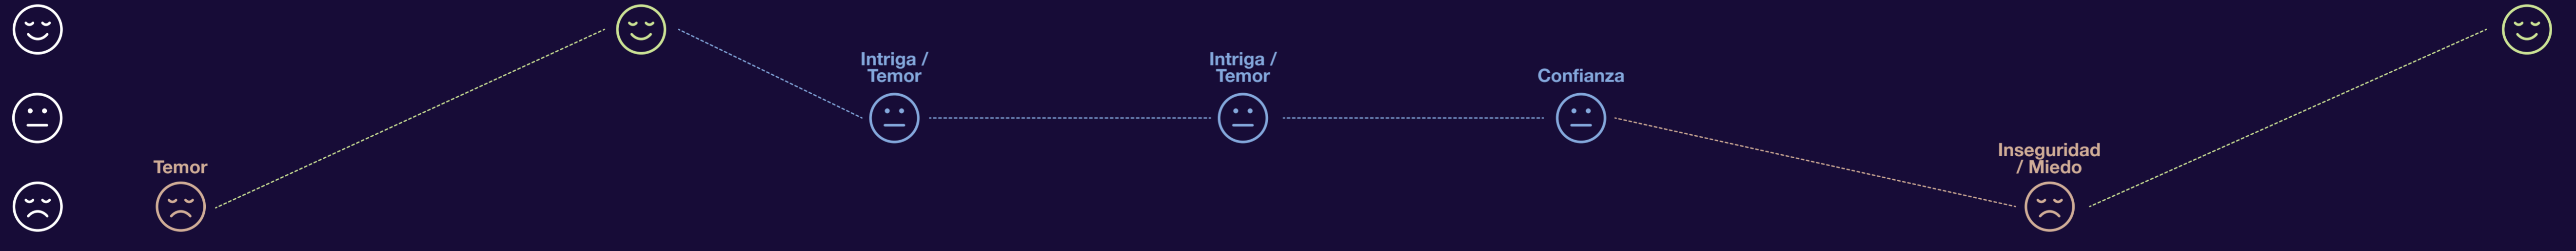 Temor
Intriga /
Temor
Intriga /
Temor
Confianza
Inseguridad
/ Miedo